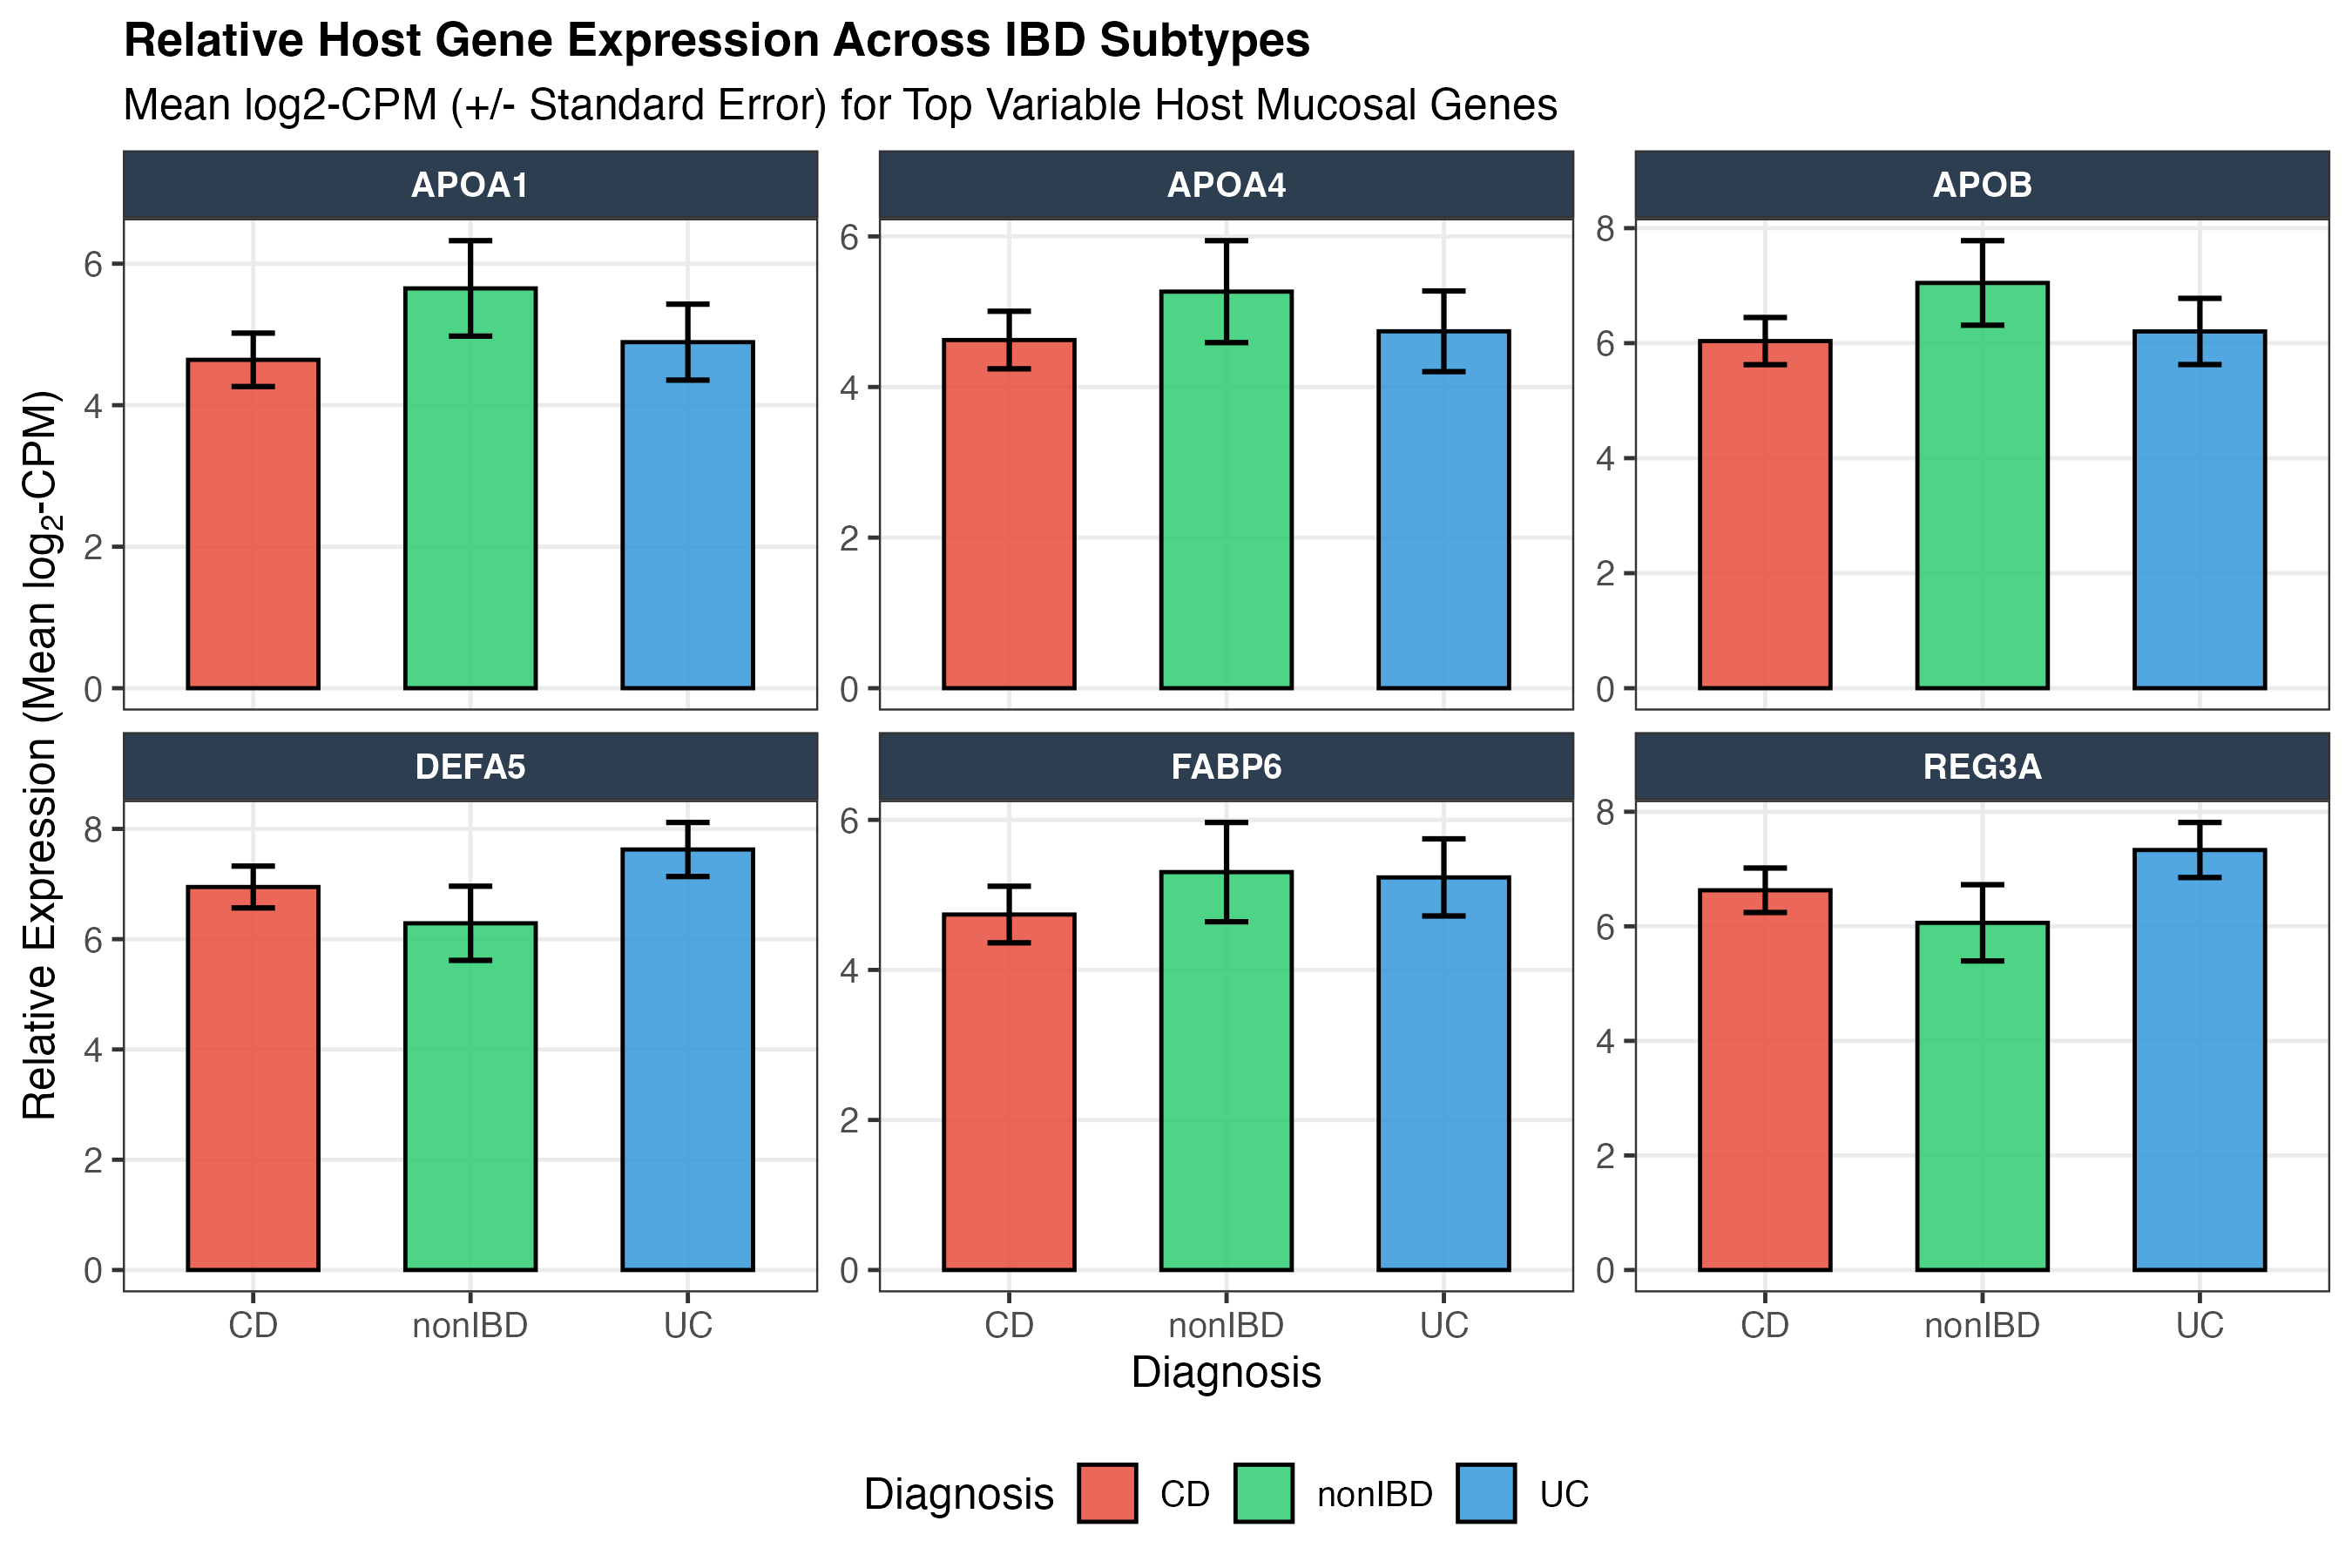 Relative Host Gene Expression Across IBD Subtypes
Mean log2-CPM (+/- Standard Error) for Top Variable Host Mucosal Genes
Relative Expression (Mean log₂-CPM)
APOA1
6
4
2
0
APOA4
6
4
2
0
APOB
8
6
4
2
0
DEFA5
8
6
4
2
0
CD nonIBD UC
FABP6
6
4
2
0
CD nonIBD UC
REG3A
8
6
4
2
0
CD nonIBD UC
Diagnosis
Diagnosis CD nonIBD UC